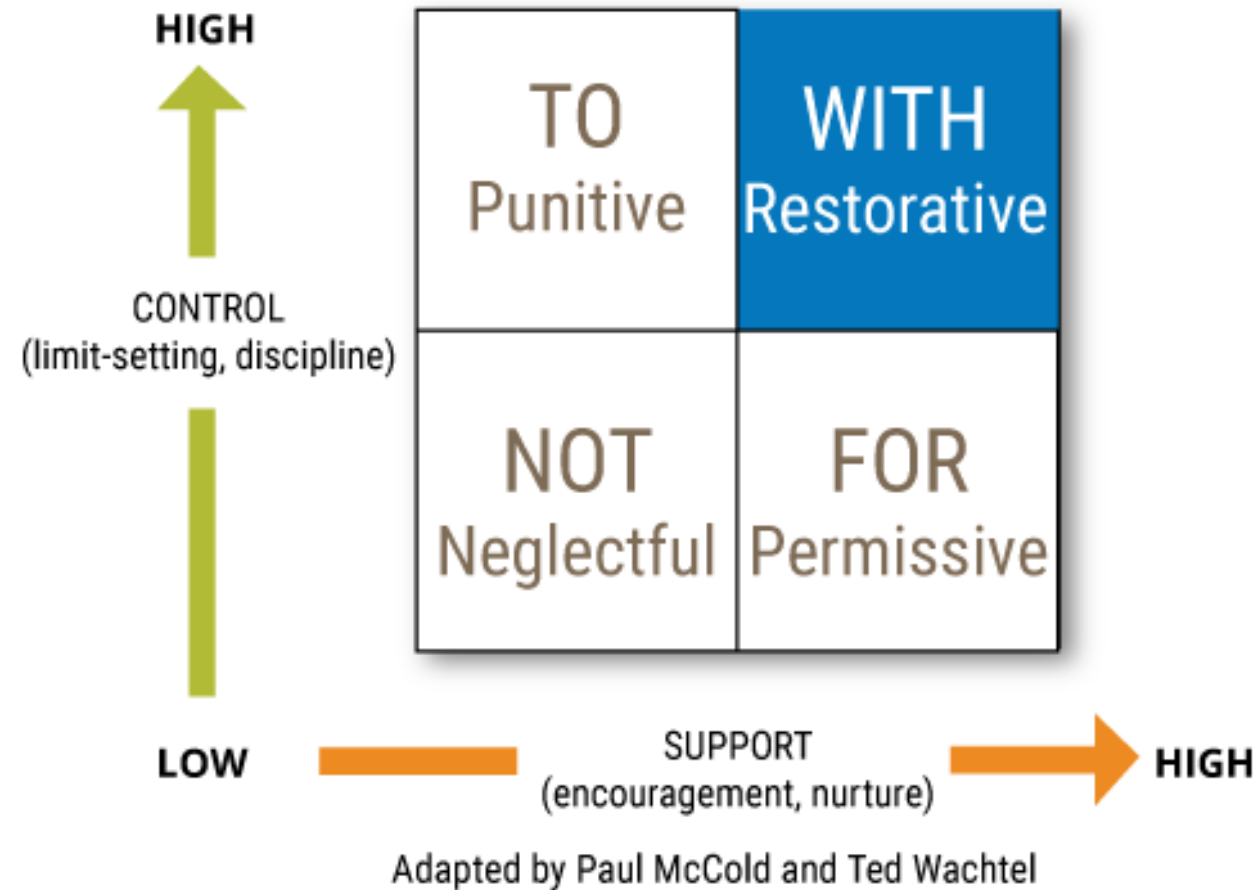 HIGH
TO
Punitive
WITH
Restorative
CONTROL
(limit-setting, discipline)
NOT
Neglectful
FOR
Permissive
LOW
SUPPORT
(encouragement, nurture)
HIGH
Adapted by Paul McCold and Ted Wachtel